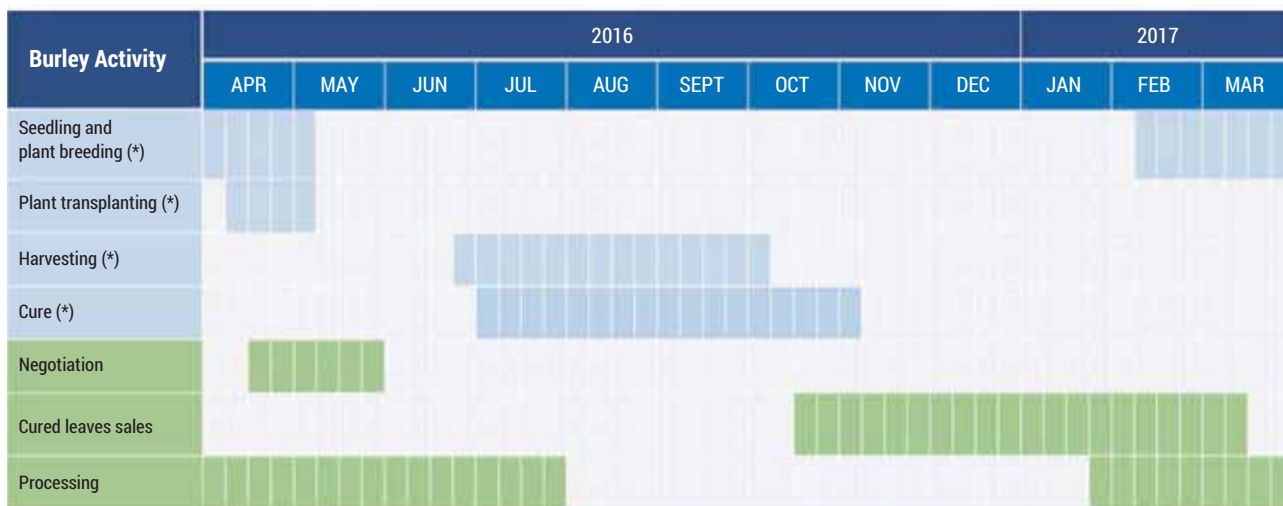 Burley Activity
2016
2017
APR MAY JUN JUL AUG SEPT OCT NOV DEC JAN FEB MAR
Seedling and
plant breeding (*)
Plant transplanting (*)
Harvesting (*)
Cure (*)
Negotiation
Cured leaves sales
Processing